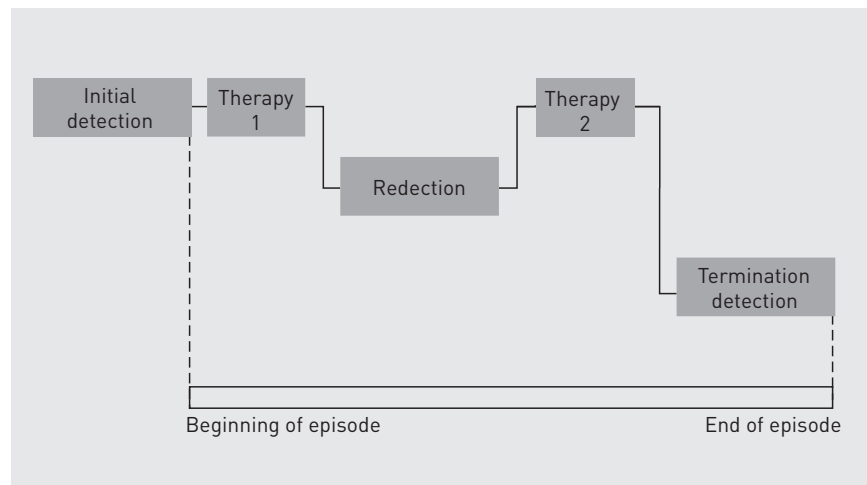 Initial
detection
Therapy
1
Therapy
2
Redection
Termination
detection
Beginning of episode
End of episode